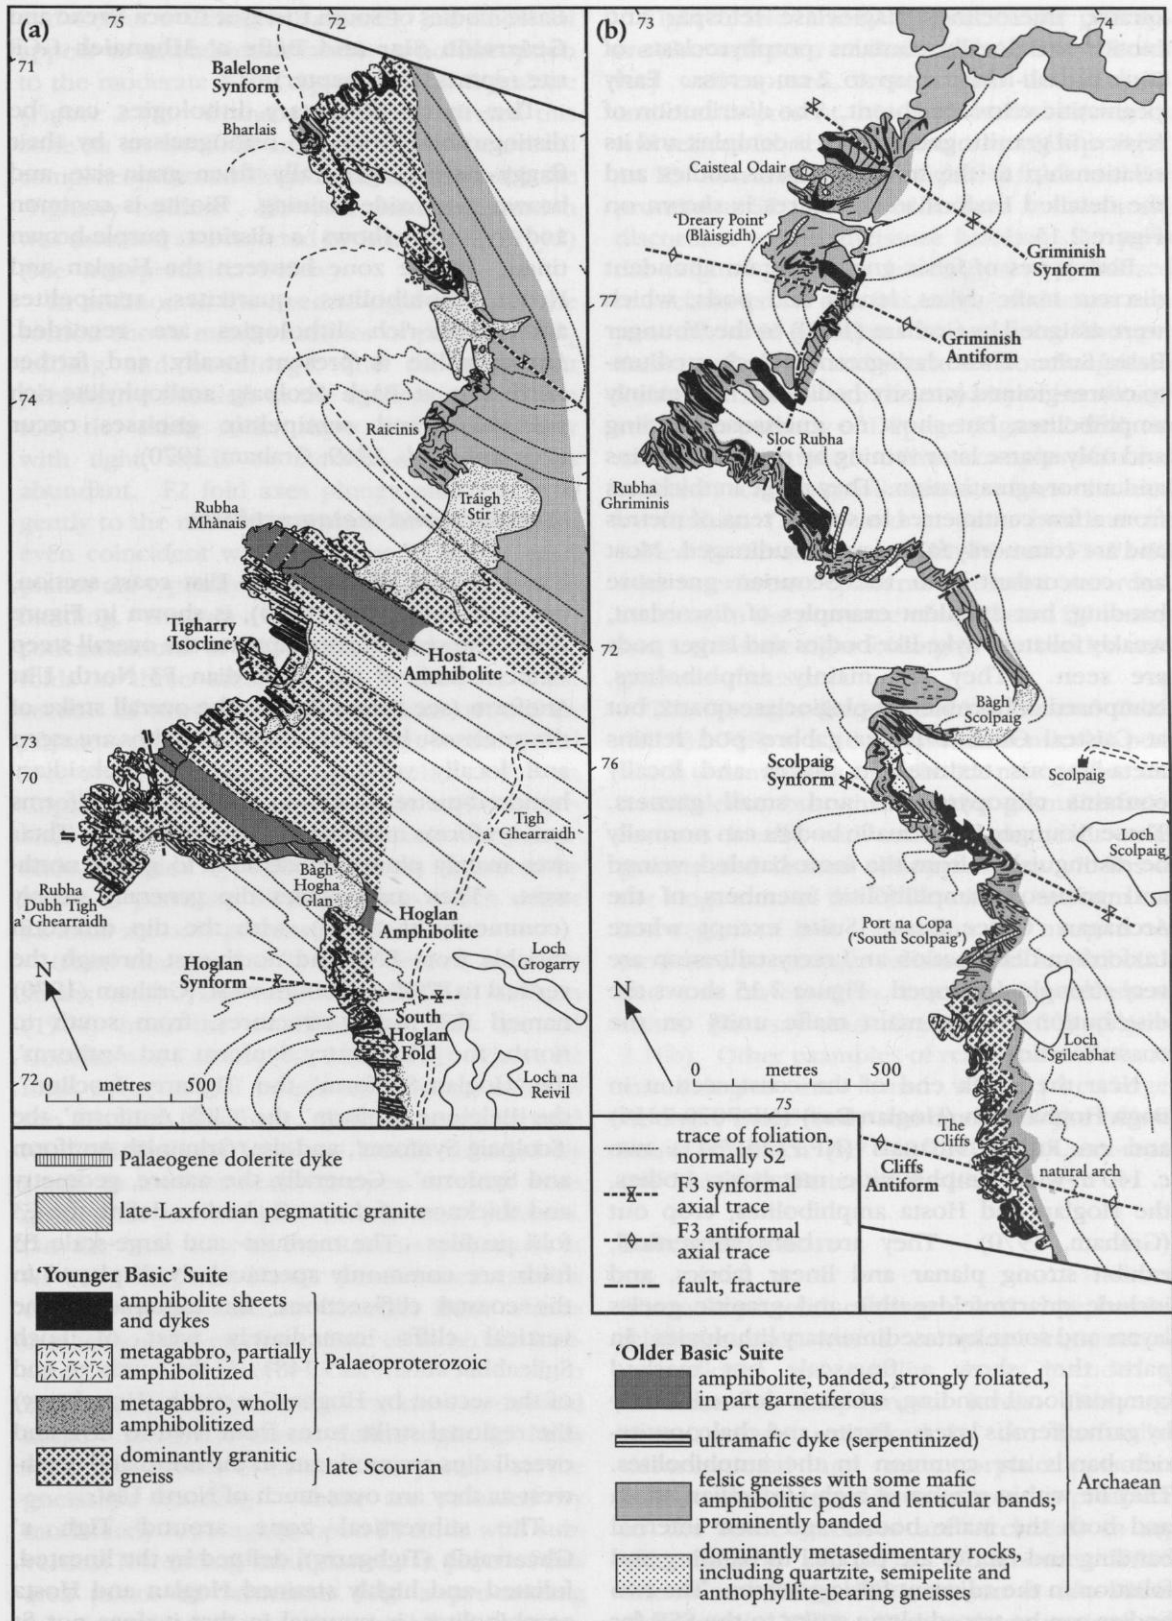 75
72
(a)
71
Balelone
Synform
Bharlais
74
Raicinis
Tràigh
Stir
Rubha
Mhànais
Tigharry
'Isocline'
Hosta
Amphibolite
73
70
Tigh
a' Ghearraidh
Bàgh
Hogha
Glan
Rubha
Dubh Tigh
a' Ghearraidh
Hoglan
Amphibolite
Loch
Grogarry
Hoglan
Synform
N
South
Hoglan
Fold
0 metres 500
72
Loch na
Reivil
73
74
(b)
Caisteal Odair
'Dreary Point'
(Blàisgidh)
Griminish
Synform
77
Griminish
Antiform
Sloc Rubha
Rubha
Ghriminis
72
Bàgh
Scolpaig
76
Scolpaig
Synform
Scolpaig
Loch
Scolpaig
Port na Copa
('South Scolpaig')
N
Loch
Sgileabhat
0 metres 500
75
The
Cliffs
Cliffs
Antiform
natural arch
trace of foliation,
normally S2
F3 synformal
axial trace
F3 antiformal
axial trace
fault, fracture
Palaeogene dolerite dyke
late-Laxfordian pegmatitic granite
'Younger Basic' Suite
amphibolite sheets
and dykes
metagabbro, partially
amphibolitized
Palaeoproterozoic
metagabbro, wholly
amphibolitized
dominantly granitic
gneiss
late Scourian
'Older Basic' Suite
amphibolite, banded, strongly foliated,
in part garnetiferous
ultramafic dyke (serpentinized)
felsic gneisses with some mafic
amphibolitic pods and lenticular bands;
prominently banded
Archaean
dominantly metasedimentary rocks,
including quartzite, semipelite and
anthophyllite-bearing gneisses